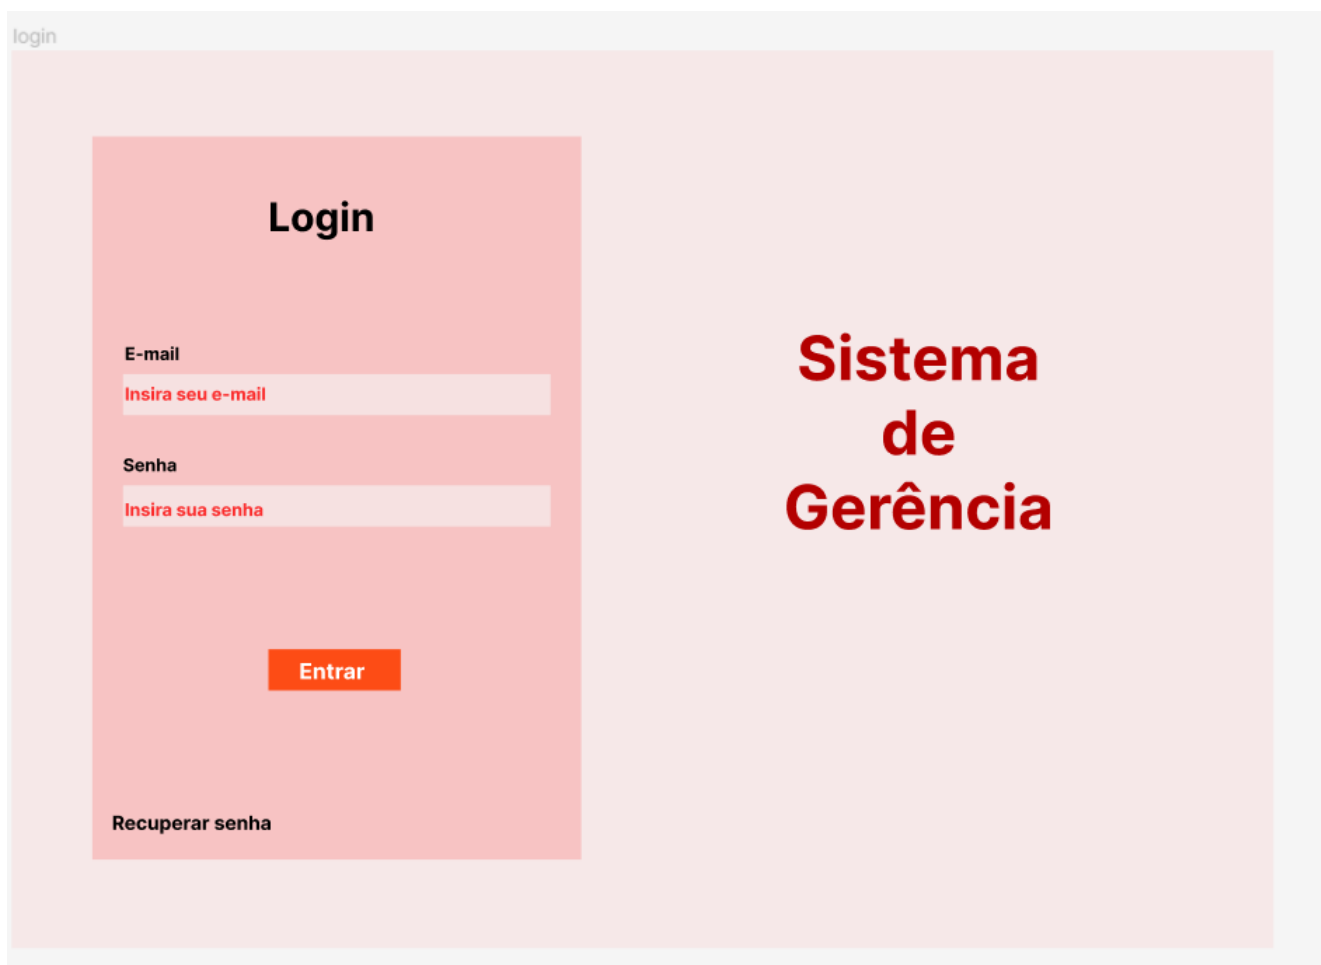 login
Login
E-mail
Insira seu e-mail
Senha
Insira sua senha
Entrar
Recuperar senha
Sistema
de
Gerência